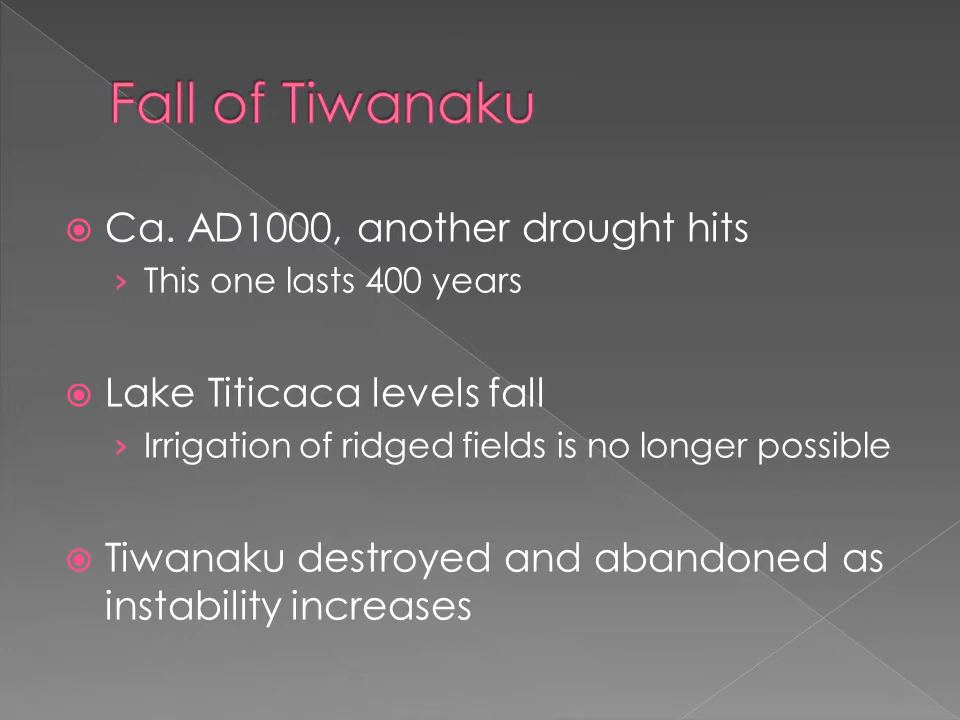 Fall of Tiwanaku
Ca. AD1000, another drought hits
This one lasts 400 years
Lake Titicaca levels fall
Irrigation of ridged fields is no longer possible
Tiwanaku destroyed and abandoned as
instability increases